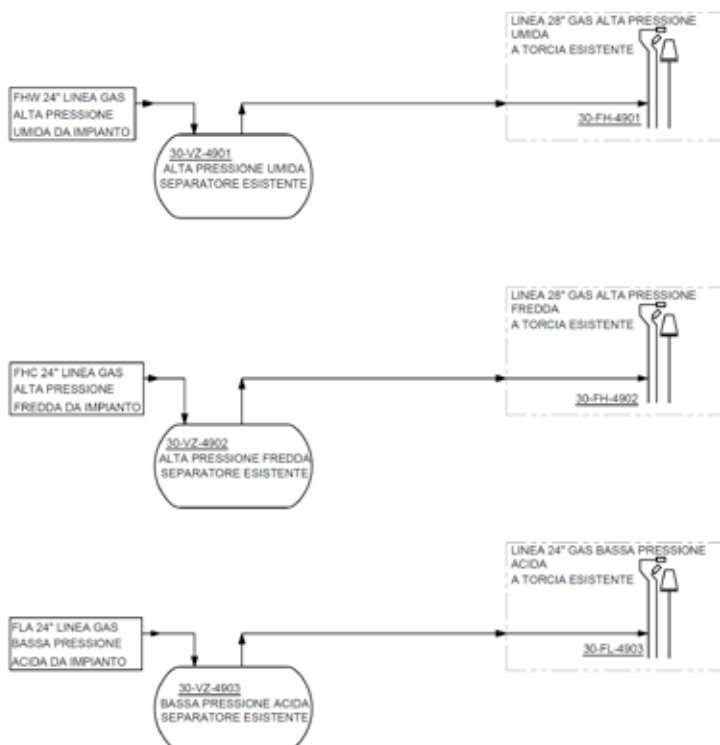 LINEA 28" GAS ALTA PRESSIONE
UMIDA
A TORCIA ESISTENTE
FHW 24" LINEA GAS
ALTA PRESSIONE
UMIDA DA IMPIANTO
30-FH-4901
30-VZ-4901
ALTA PRESSIONE UMIDA
SEPARATORE ESISTENTE
LINEA 28" GAS ALTA PRESSIONE
FREDDA
A TORCIA ESISTENTE
FHC 24" LINEA GAS
ALTA PRESSIONE
FREDDA DA IMPIANTO
30-FH-4902
30-VZ-4902
ALTA PRESSIONE FREDDA
SEPARATORE ESISTENTE
LINEA 24" GAS BASSA PRESSIONE
ACIDA
A TORCIA ESISTENTE
FLA 24" LINEA GAS
BASSA PRESSIONE
ACIDA DA IMPIANTO
30-FL-4903
30-VZ-4903
BASSA PRESSIONE ACIDA
SEPARATORE ESISTENTE